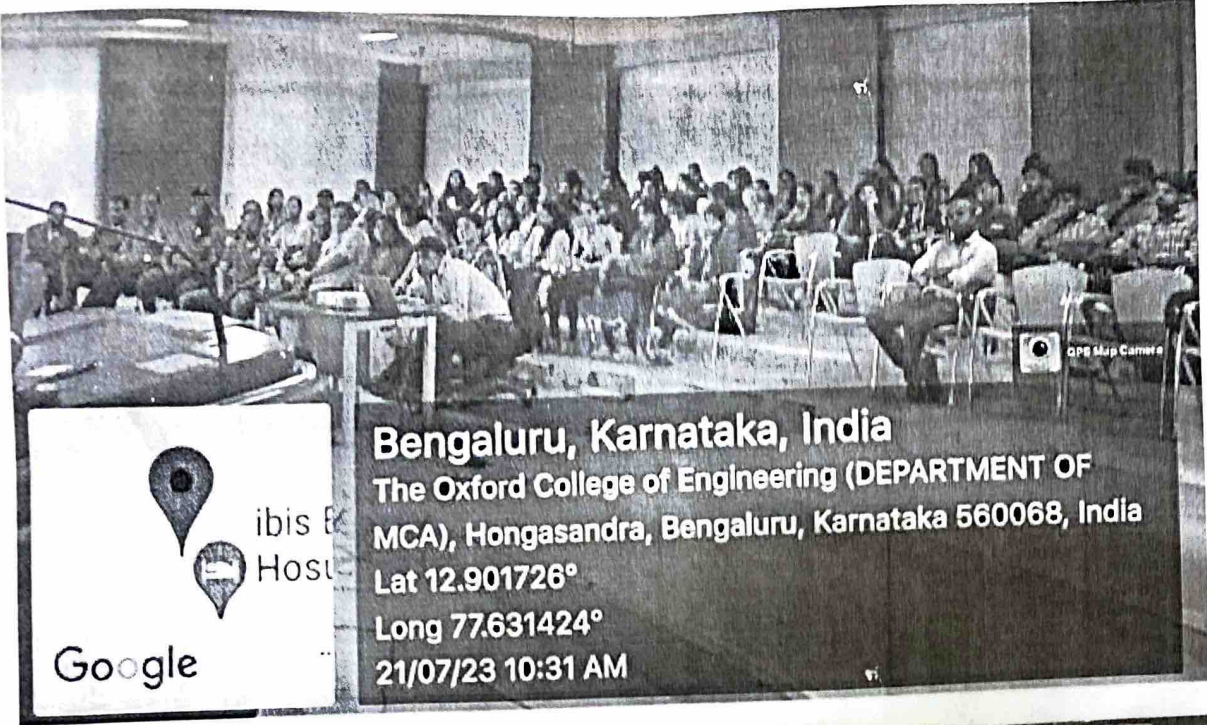 GPS Map Camera
Bengaluru, Karnataka, India
The Oxford College of Engineering (DEPARTMENT OF
MCA), Hongasandra, Bengaluru, Karnataka 560068, India
Lat 12.901726°
Long 77.631424°
21/07/23 10:31 AM
ibis
Google